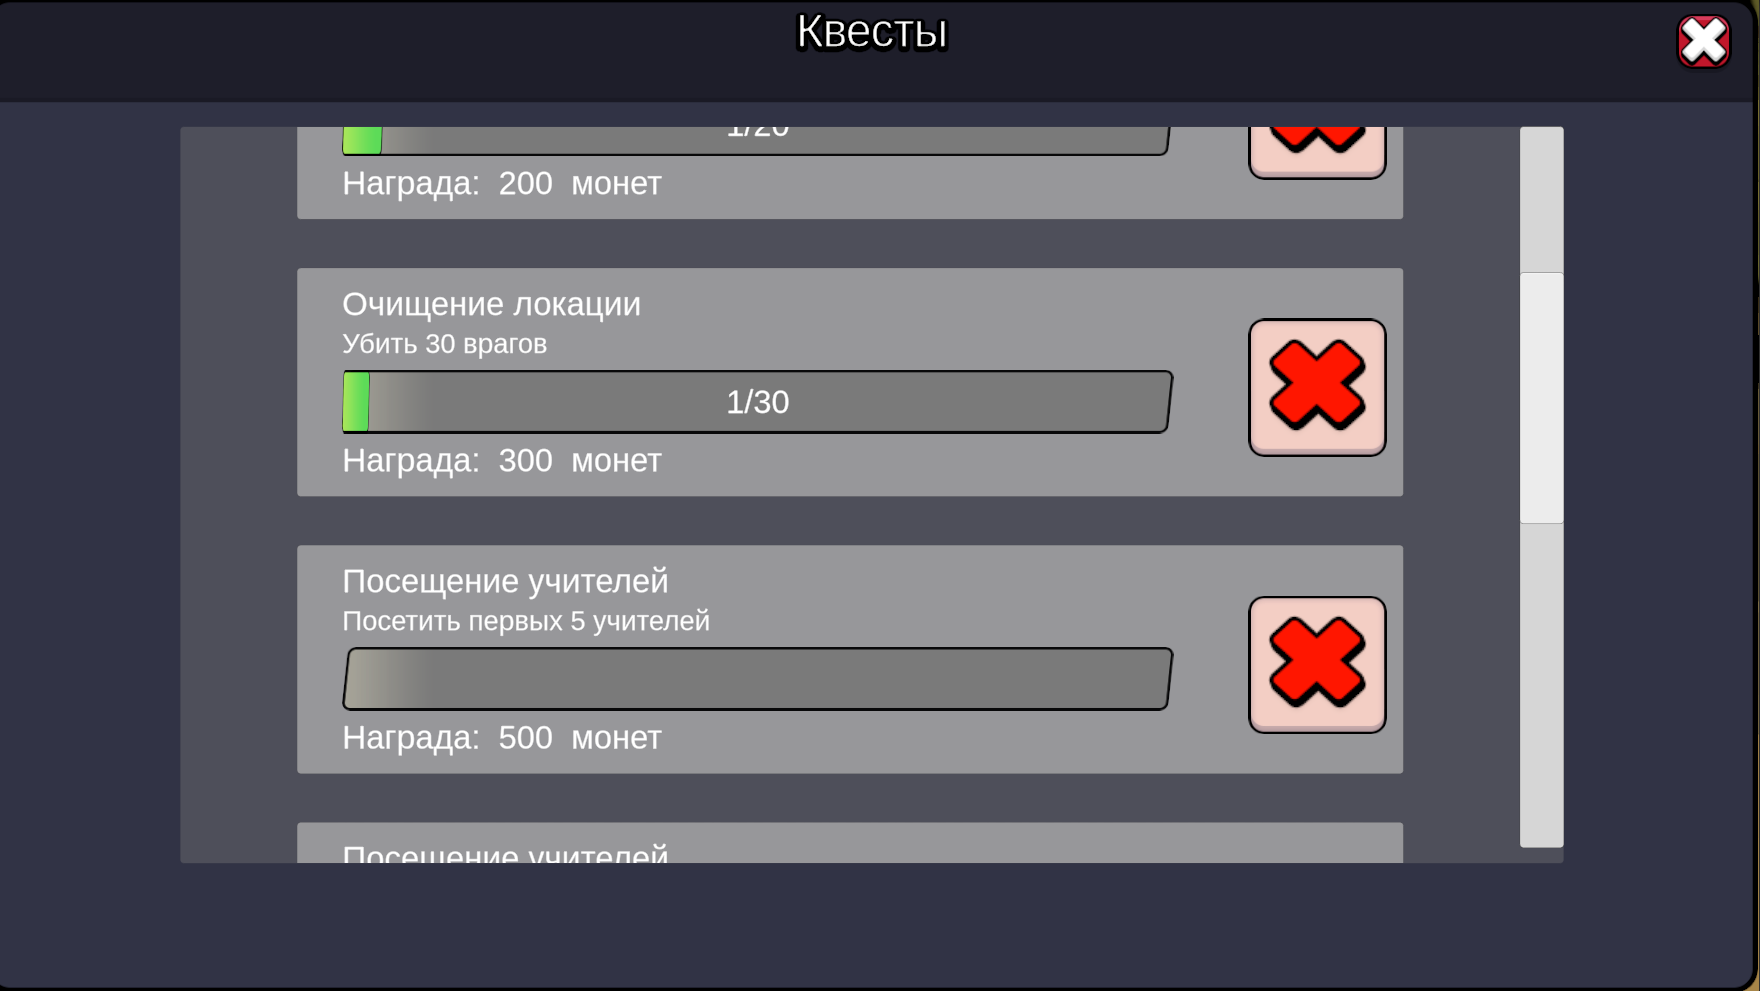 Квесты
1/20
Награда: 200 монет
Очищение локации
Убить 30 врагов
1/30
Награда: 300 монет
Посещение учителей
Посетить первых 5 учителей
Награда: 500 монет
Посещение учителей